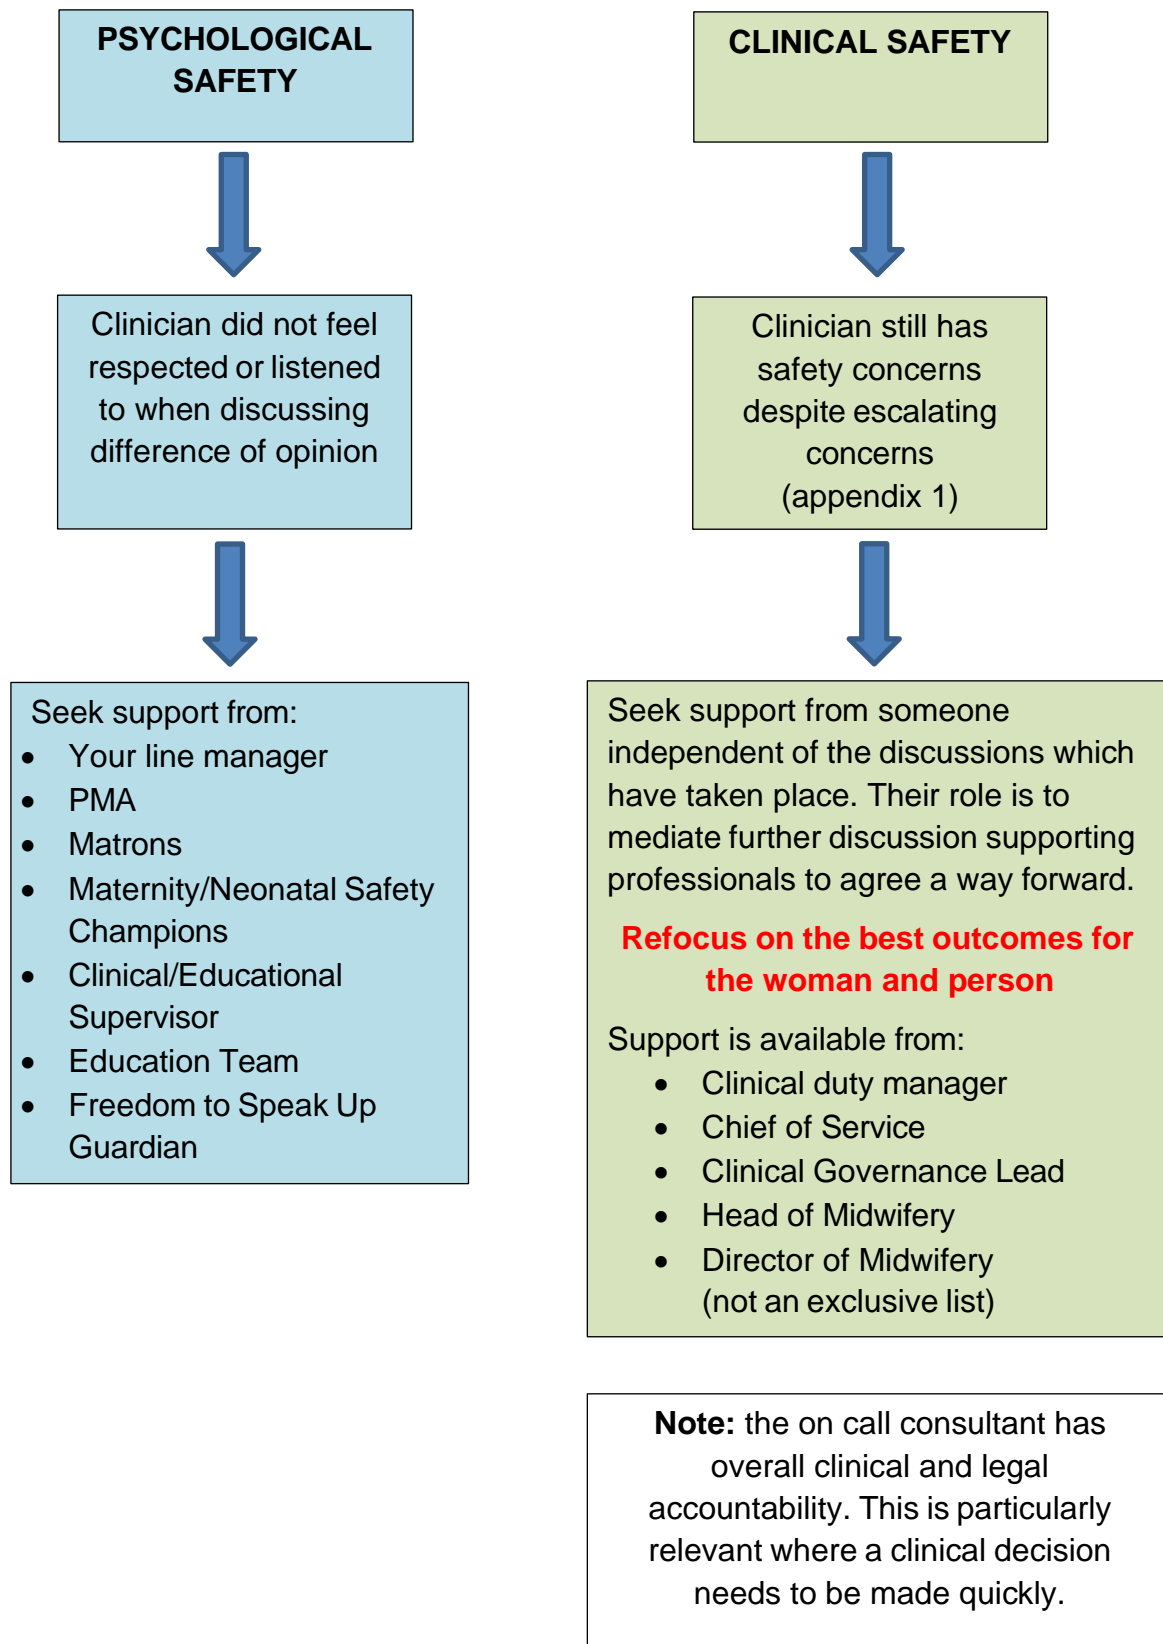 PSYCHOLOGICAL
SAFETY
Clinician did not feel
respected or listened
to when discussing
difference of opinion
Seek support from:
• Your line manager
• PMA
• Matrons
• Maternity/Neonatal Safety
Champions
• Clinical/Educational
Supervisor
• Education Team
• Freedom to Speak Up
Guardian
CLINICAL SAFETY
Clinician still has
safety concerns
despite escalating
concerns
(appendix 1)
Seek support from someone
independent of the discussions which
have taken place. Their role is to
mediate further discussion supporting
professionals to agree a way forward.
Refocus on the best outcomes for
the woman and person
Support is available from:
• Clinical duty manager
• Chief of Service
• Clinical Governance Lead
• Head of Midwifery
• Director of Midwifery
(not an exclusive list)
Note: the on call consultant has
overall clinical and legal
accountability. This is particularly
relevant where a clinical decision
needs to be made quickly.